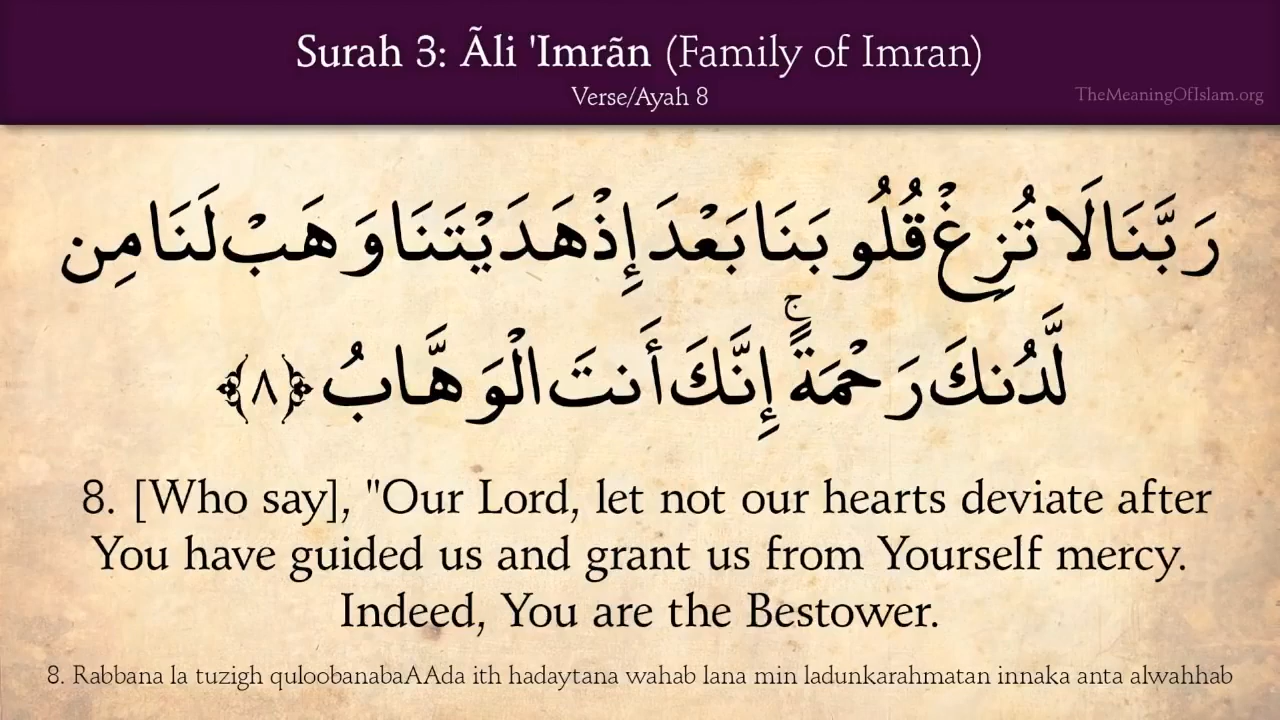 Surah 3: Ãli 'Imrãn (Family of Imran)
Verse/Ayah 8
TheMeaningOfIslam.org
رَبَّنَا لَا تُزِغْ قُلُوبَنَا بَعْدَ إِذْ هَدَيْتَنَا وَهَبْ لَنَا مِن
لَّدُنكَ رَحْمَةً ۚ إِنَّكَ أَنتَ الْوَهَّابُ ﴿٨﴾
8. [Who say], "Our Lord, let not our hearts deviate after
You have guided us and grant us from Yourself mercy.
Indeed, You are the Bestower.
8. Rabbana la tuzigh quloobanabaAAda ith hadaytana wahab lana min ladunkarahmatan innaka anta alwahhab